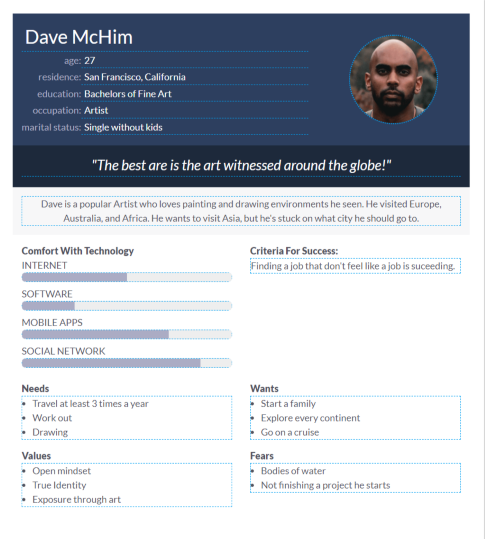 Dave McHim
age: 27
residence: San Francisco, California
education: Bachelors of Fine Art
occupation: Artist
marital status: Single without kids
"The best are is the art witnessed around the globe!"
Dave is a popular Artist who loves painting and drawing environments he seen. He visited Europe,
Australia, and Africa. He wants to visit Asia, but he's stuck on what city he should go to.
Comfort With Technology
INTERNET
SOFTWARE
MOBILE APPS
SOCIAL NETWORK
Criteria For Success:
Finding a job that don't feel like a job is suceeding.
Needs
Travel at least 3 times a year
Work out
Drawing
Wants
Start a family
Explore every continent
Go on a cruise
Values
Open mindset
True Identity
Exposure through art
Fears
Bodies of water
Not finishing a project he starts